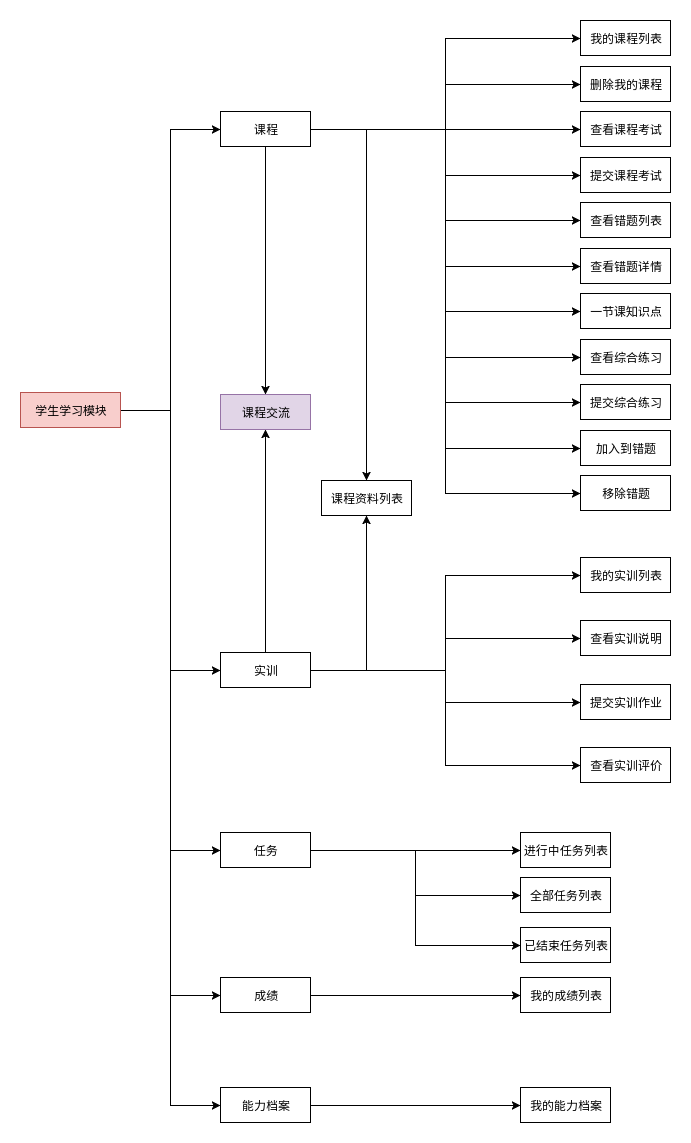 我的课程列表
删除我的课程
课程
查看课程考试
提交课程考试
查看错题列表
查看错题详情
一节课知识点
查看综合练习
学生学习模块
课程交流
提交综合练习
加入到错题
课程资料列表
移除错题
我的实训列表
查看实训说明
实训
提交实训作业
查看实训评价
任务
进行中任务列表
全部任务列表
已结束任务列表
成绩
我的成绩列表
能力档案
我的能力档案